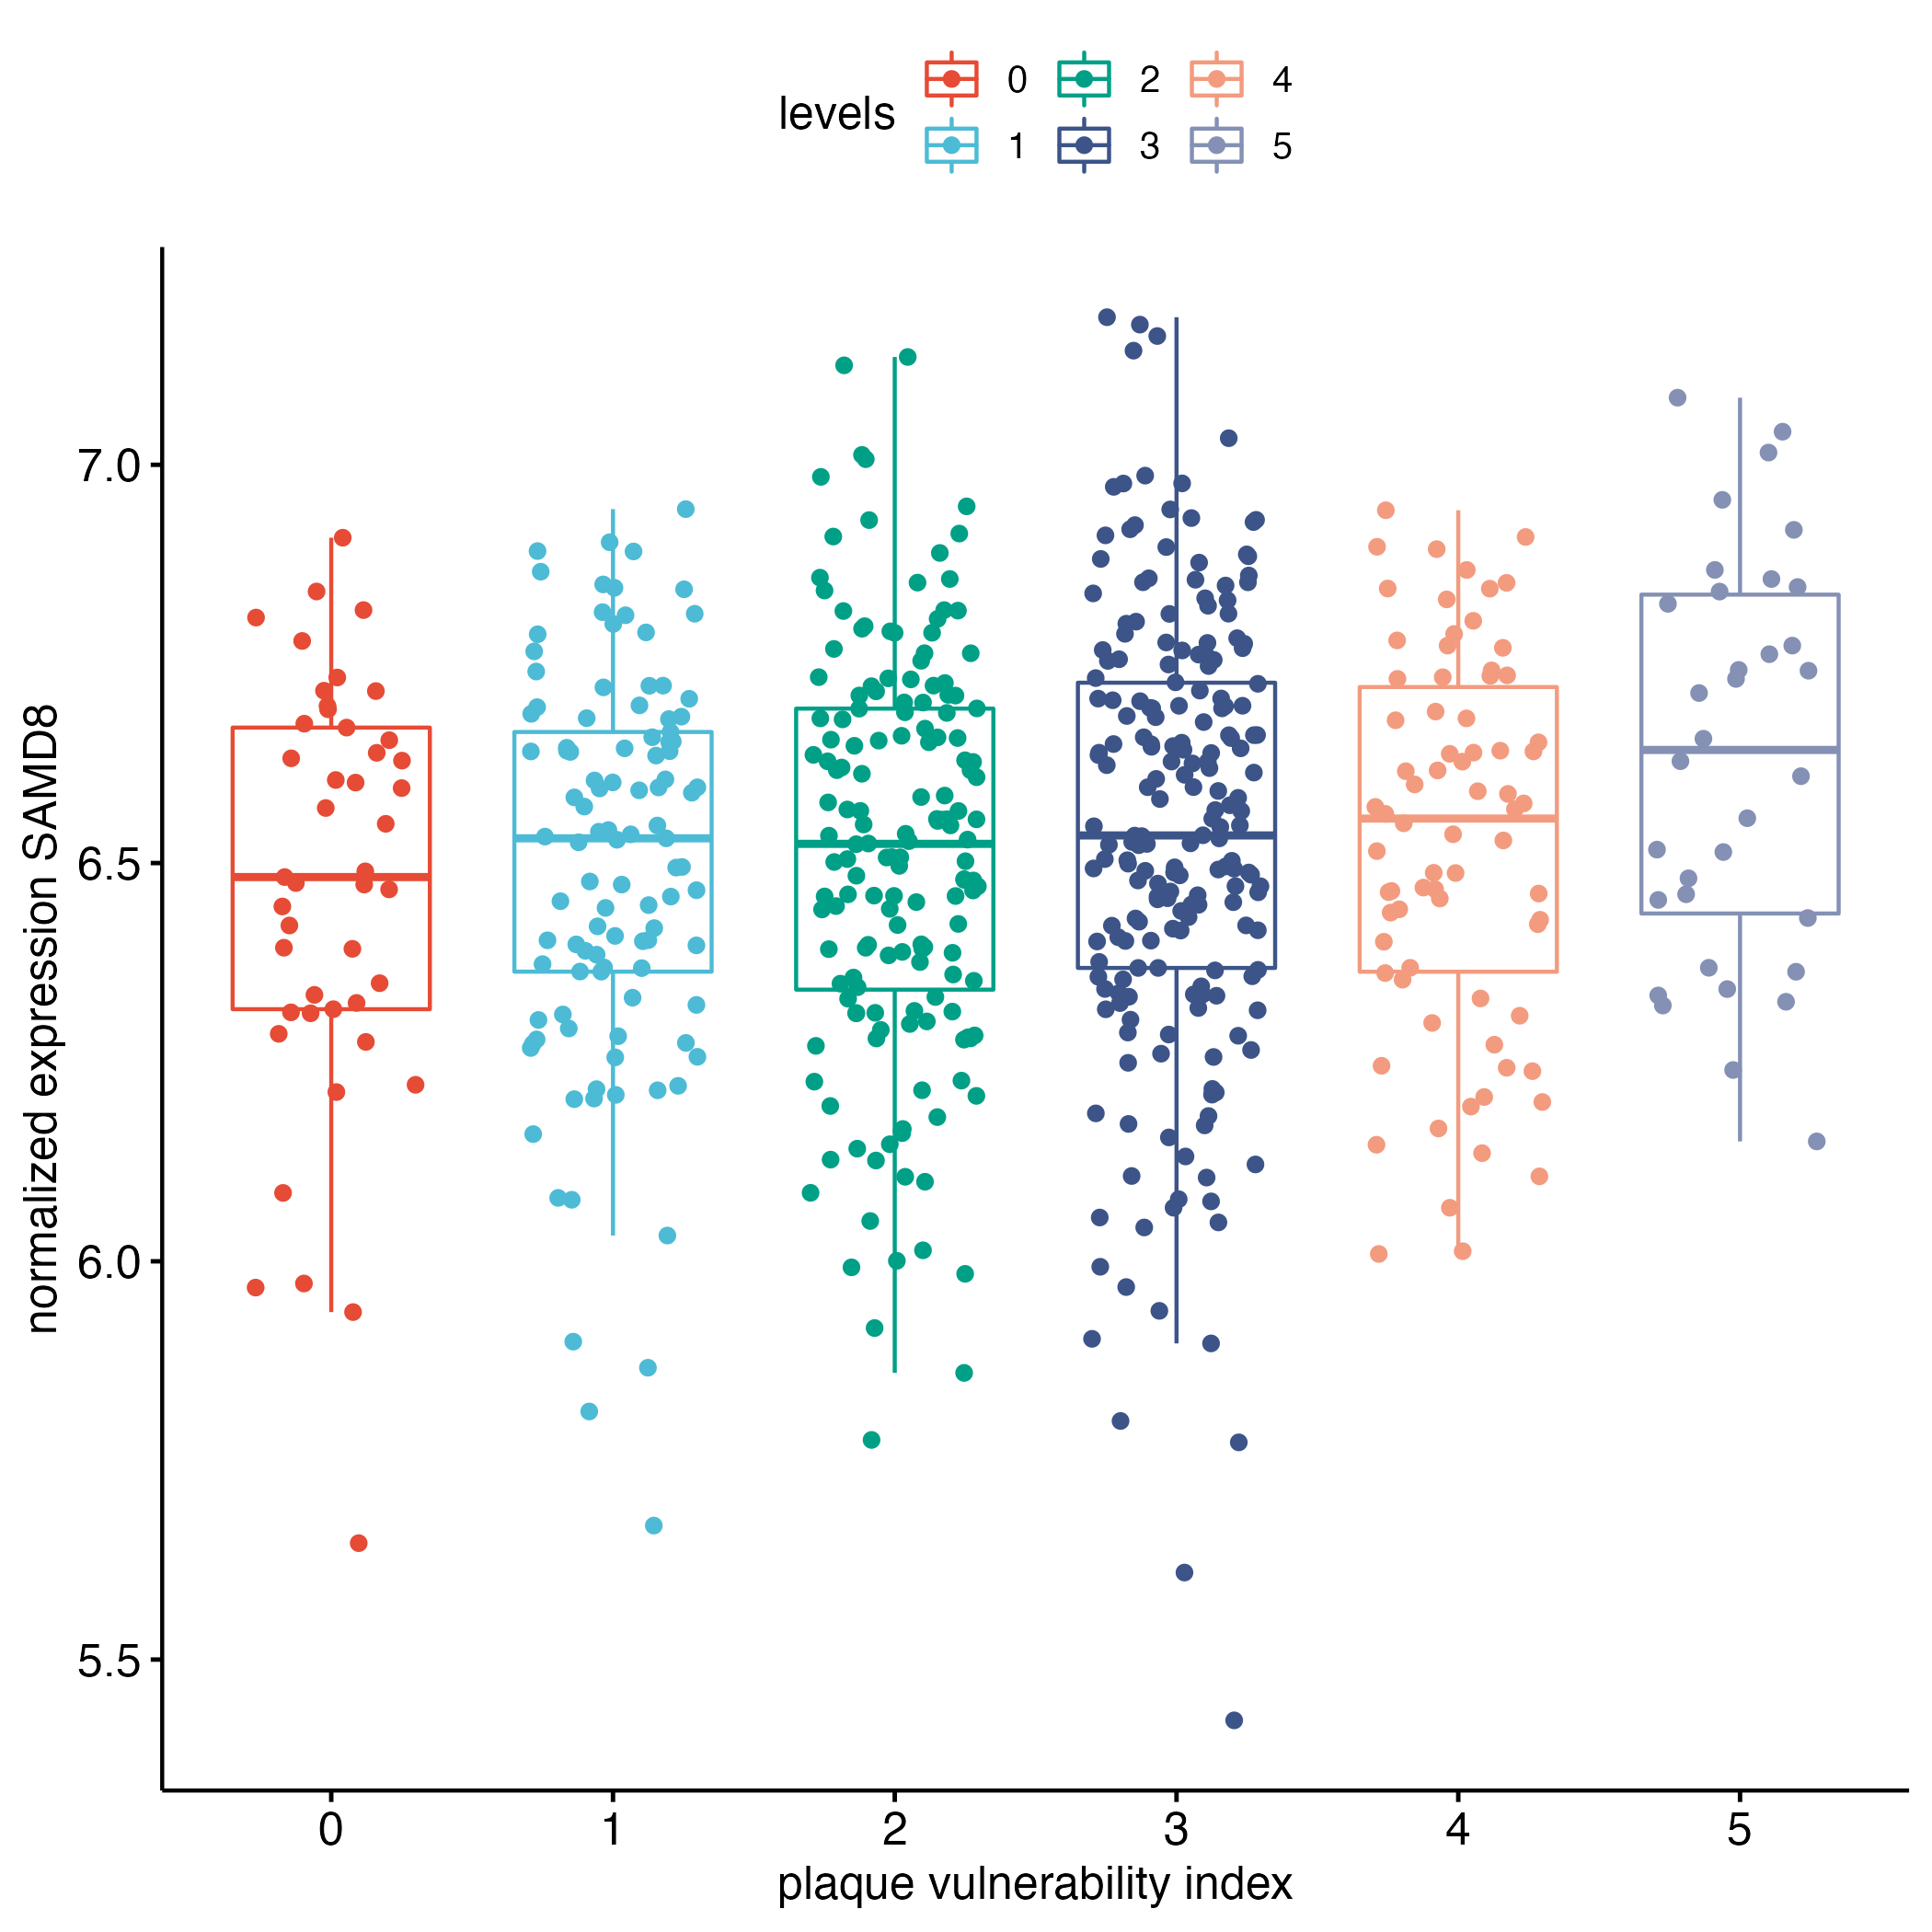 levels
0 2 4
1 3 5
normalized expression SAMD8
7.0
6.5
6.0
5.5
0 1 2 3 4 5
plaque vulnerability index